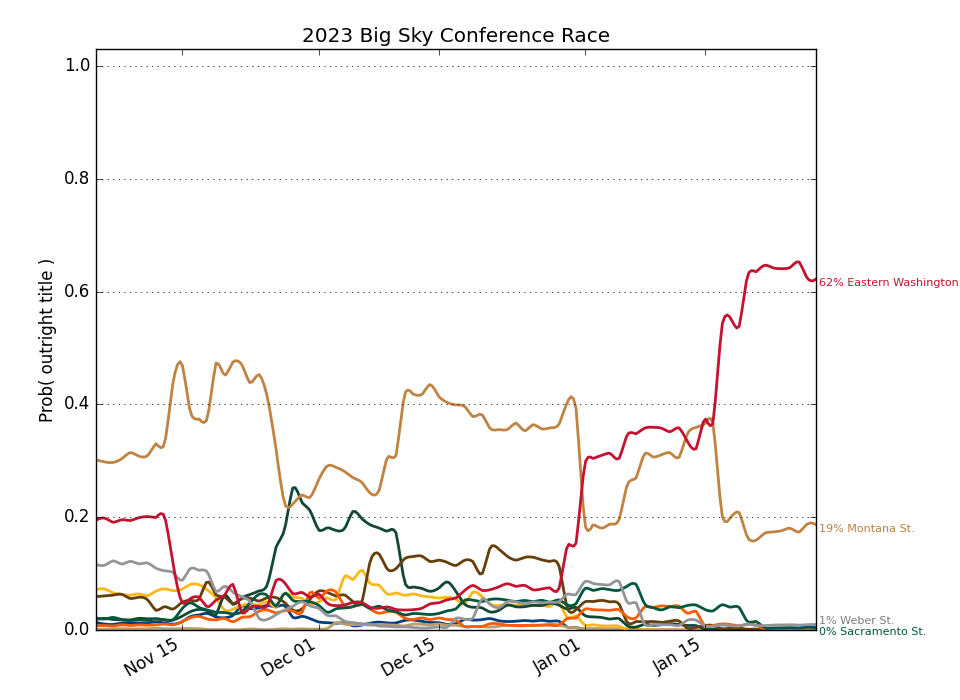 2023 Big Sky Conference Race
Prob( outright title )
1.0
0.8
0.6
0.4
0.2
0.0
62% Eastern Washington
19% Montana St.
1% Weber St.
0% Sacramento St.
Nov 15
Dec 01
Dec 15
Jan 01
Jan 15